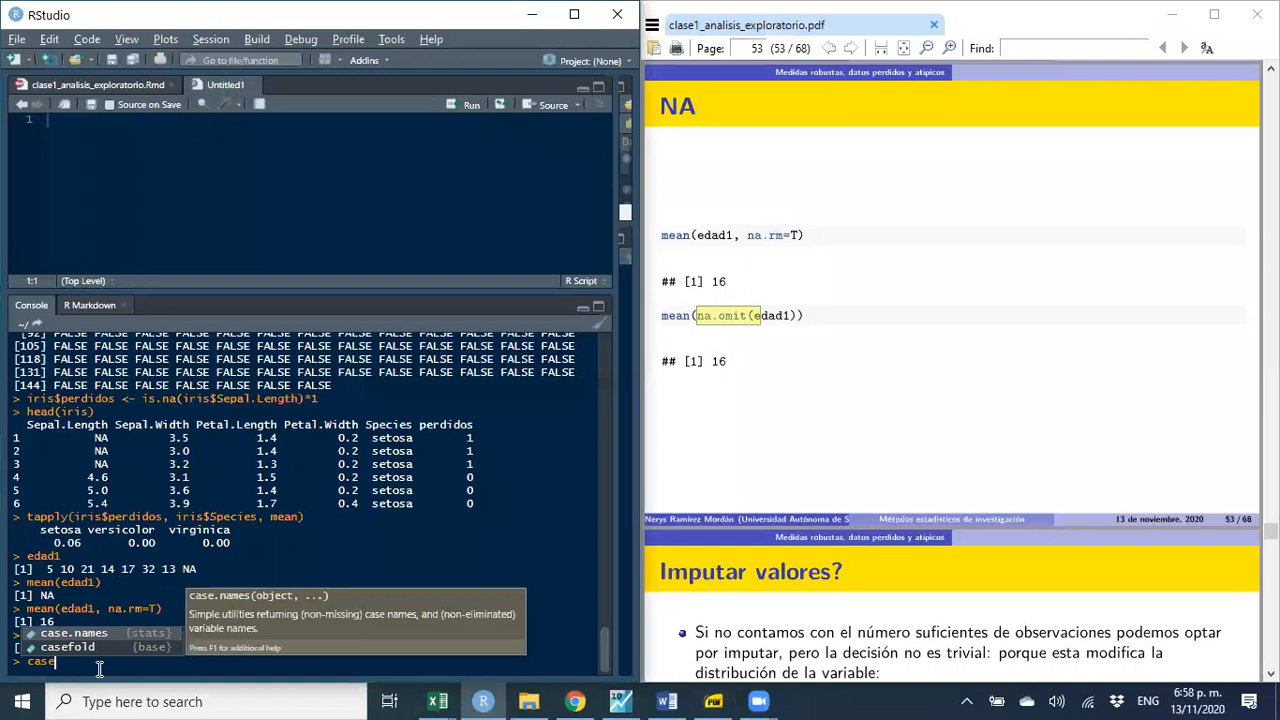 RStudio
File Edit Code View Plots Session Build Debug Profile Tools Help
Go to file/function
Addins
Project: (None)
clase1_analisis_exploratorio.Rmd
Untitled1
Source on Save
Run
Source
1
1:1
(Top Level)
R Script
Console
R Markdown
~/
[105] FALSE FALSE FALSE FALSE FALSE FALSE FALSE FALSE FALSE FALSE FALSE FALSE FALSE
[118] FALSE FALSE FALSE FALSE FALSE FALSE FALSE FALSE FALSE FALSE FALSE FALSE FALSE
[131] FALSE FALSE FALSE FALSE FALSE FALSE FALSE FALSE FALSE FALSE FALSE FALSE FALSE
[144] FALSE FALSE FALSE FALSE FALSE FALSE FALSE
> iris$perdidos <- is.na(iris$Sepal.Length)*1
> head(iris)
Sepal.Length Sepal.Width Petal.Length Petal.Width Species perdidos
1 NA 3.5 1.4 0.2 setosa 1
2 NA 3.0 1.4 0.2 setosa 1
3 NA 3.2 1.3 0.2 setosa 1
4 4.6 3.1 1.5 0.2 setosa 0
5 5.0 3.6 1.4 0.2 setosa 0
6 5.4 3.9 1.7 0.4 setosa 0
> tapply(iris$perdidos, iris$Species, mean)
setosa versicolor virginica
0.06 0.00 0.00
> edad1
[1] 5 10 21 14 17 32 13 NA
> mean(edad1)
[1] NA
> mean(edad1, na.rm=T)
[1] 16
case.names {stats}
casefold {base}
case.names(object, ...)
Simple utilities returning (non-missing) case names, and (non-eliminated)
variable names.
Press F1 for additional help
> case
clase1_analisis_exploratorio.pdf
Page: 53 (53 / 68)
Find:
Medidas robustas, datos perdidos y atípicos
NA
mean(edad1, na.rm=T)
## [1] 16
mean(na.omit(edad1))
## [1] 16
Nerys Ramírez Mordán (Universidad Autónoma de S
Métodos estadísticos de investigación
13 de noviembre, 2020
53 / 68
Medidas robustas, datos perdidos y atípicos
Imputar valores?
Si no contamos con el número suficientes de observaciones podemos optar
por imputar, pero la decisión no es trivial: porque esta modifica la
distribución de la variable:
Type here to search
ENG
6:58 p. m.
13/11/2020